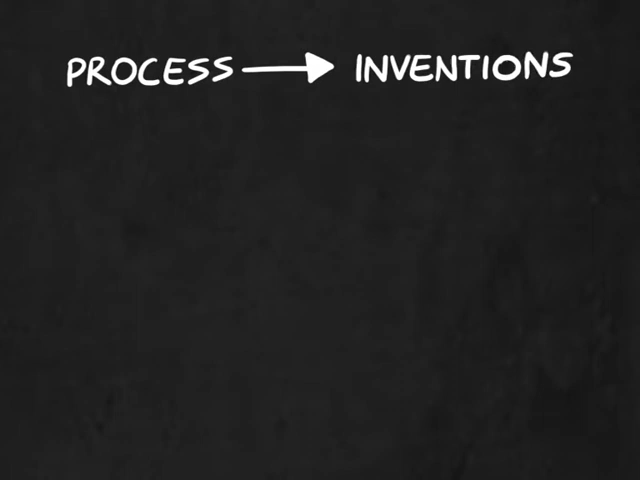 PROCESS → INVENTIONS